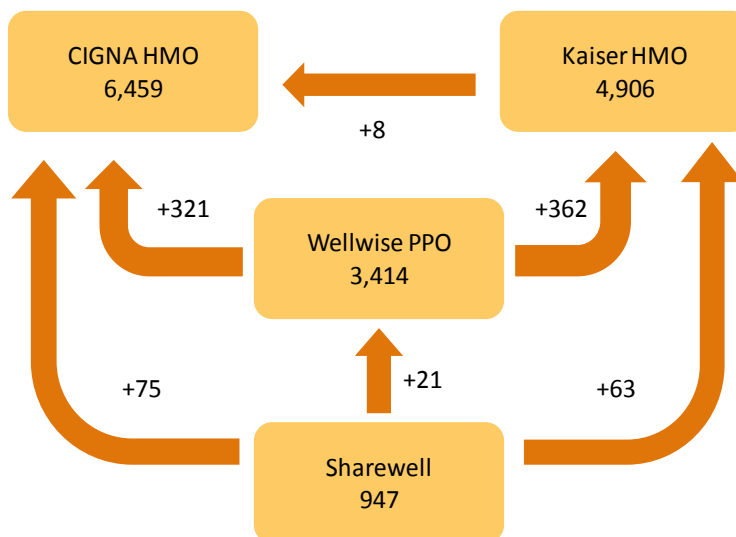 CIGNA HMO
6,459
Kaiser HMO
4,906
+8
+321
+362
Wellwise PPO
3,414
+75
+21
+63
Sharewell
947